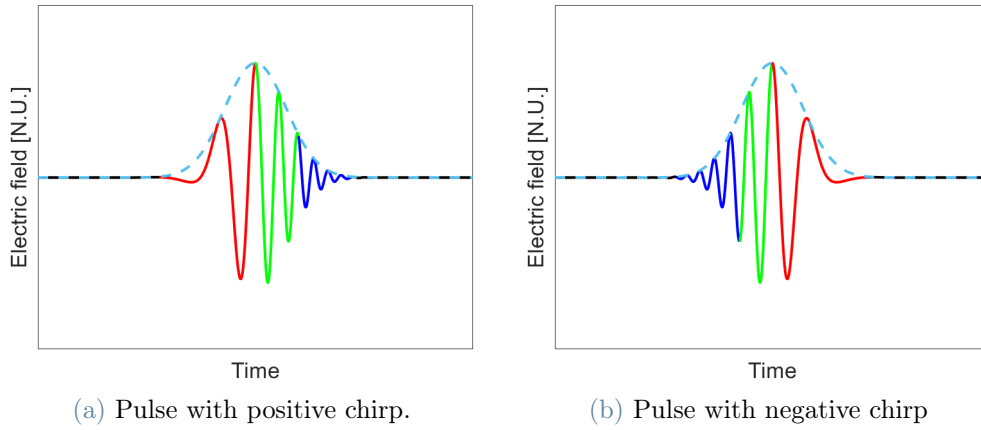 Electric field [N.U.]
Time
(a) Pulse with positive chirp.
Electric field [N.U.]
Time
(b) Pulse with negative chirp